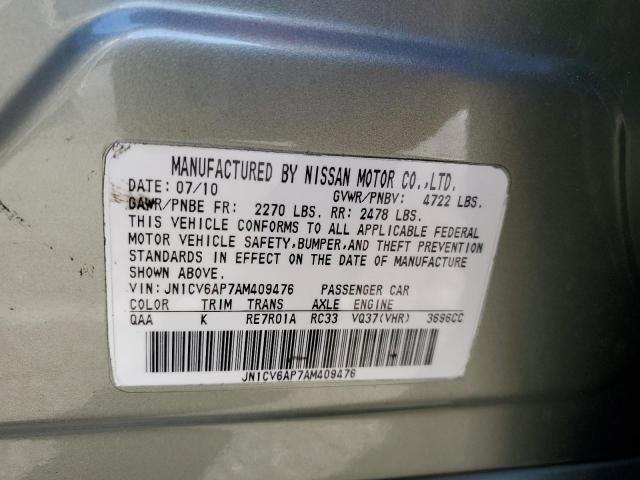 MANUFACTURED BY NISSAN MOTOR CO.,LTD.
DATE: 07/10 GVWR/PNBV: 4722 LBS.
GAWR/PNBE FR: 2270 LBS. RR: 2478 LBS.
THIS VEHICLE CONFORMS TO ALL APPLICABLE FEDERAL
MOTOR VEHICLE SAFETY,BUMPER,AND THEFT PREVENTION
STANDARDS IN EFFECT ON THE DATE OF MANUFACTURE
SHOWN ABOVE.
VIN: JN1CV6AP7AM409476 PASSENGER CAR
COLOR TRIM TRANS AXLE ENGINE
QAA K RE7R01A RC33 VQ37(VHR) 3696CC
JN1CV6AP7AM409476